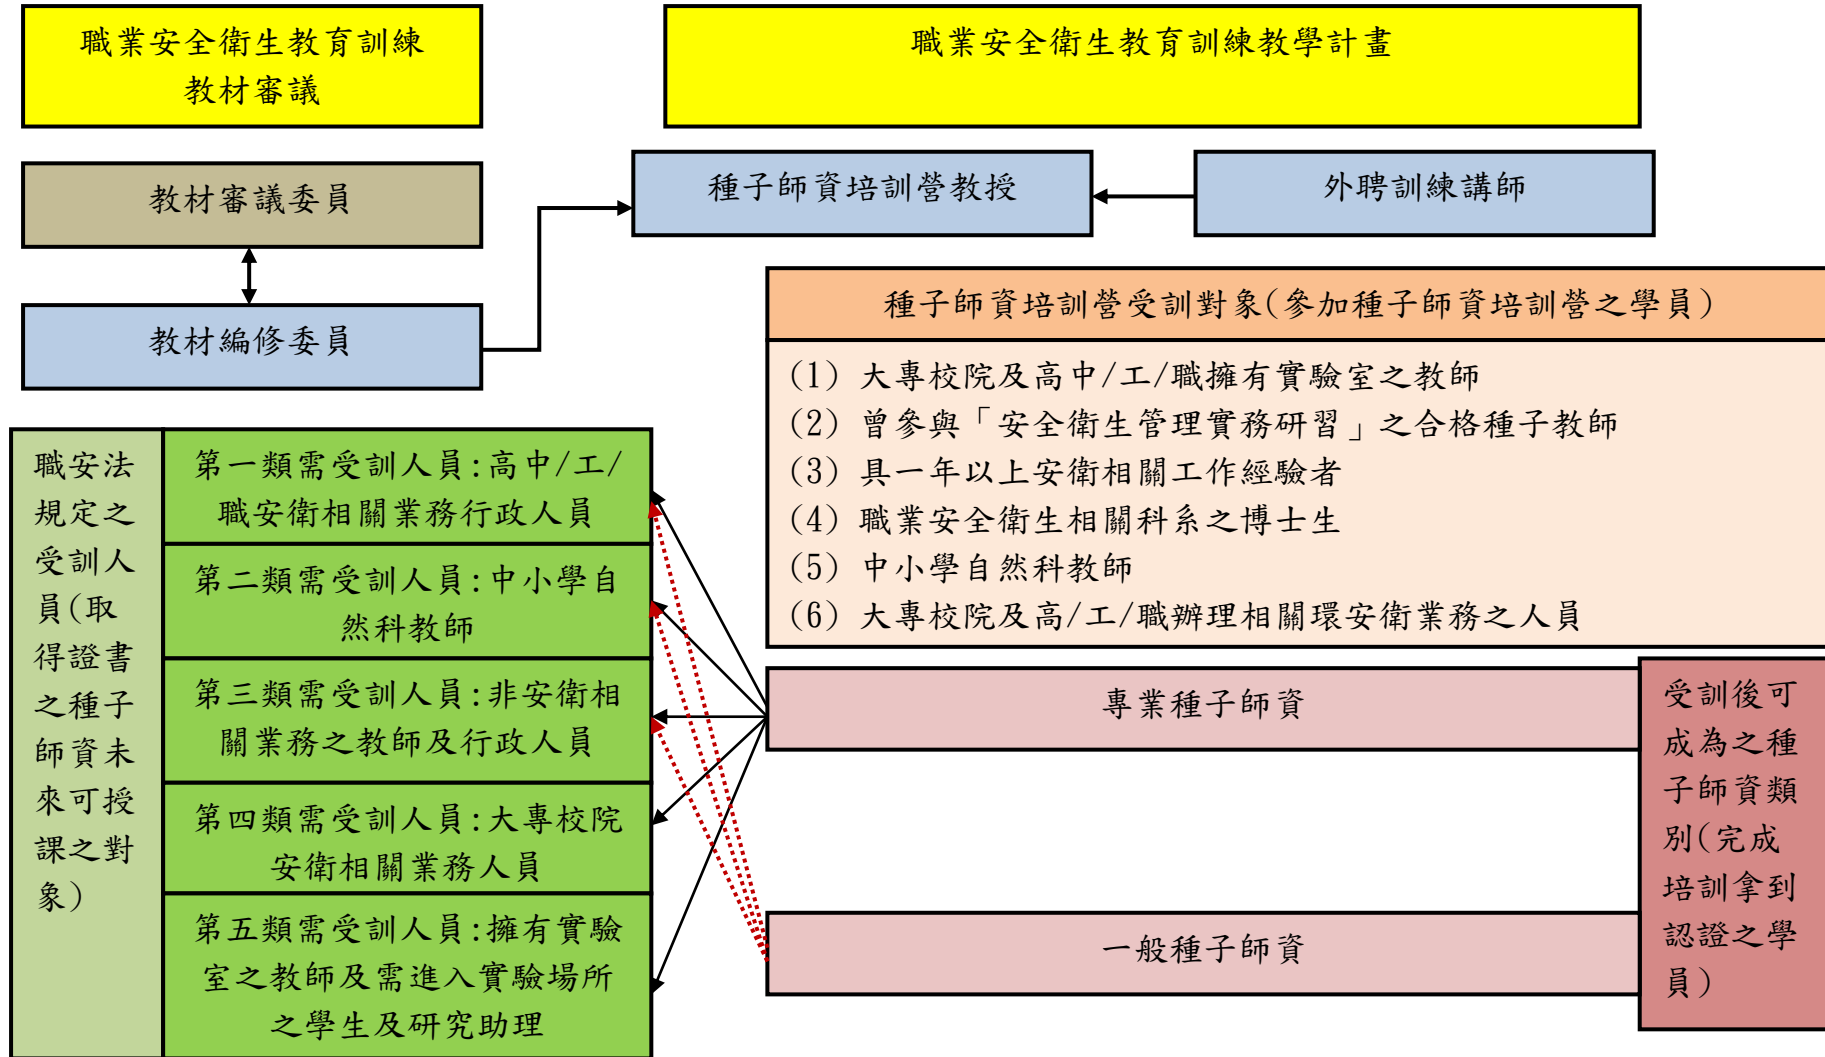 職業安全衛生教育訓練
教材審議
職業安全衛生教育訓練教學計畫
教材審議委員
種子師資培訓營教授
外聘訓練講師
教材編修委員
種子師資培訓營受訓對象(參加種子師資培訓營之學員)
(1) 大專校院及高中/工/職擁有實驗室之教師
(2) 曾參與「安全衛生管理實務研習」之合格種子教師
(3) 具一年以上安衛相關工作經驗者
(4) 職業安全衛生相關科系之博士生
(5) 中小學自然科教師
(6) 大專校院及高/工/職辦理相關環安衛業務之人員
職安法
規定之
受訓人
員(取
得證書
之種子
師資未
來可授
課之對
象)
第一類需受訓人員:高中/工/
職安衛相關業務行政人員
第二類需受訓人員:中小學自
然科教師
第三類需受訓人員:非安衛相
關業務之教師及行政人員
第四類需受訓人員:大專校院
安衛相關業務人員
第五類需受訓人員:擁有實驗
室之教師及需進入實驗場所
之學生及研究助理
專業種子師資
一般種子師資
受訓後可
成為之種
子師資類
別(完成
培訓拿到
認證之學
員)